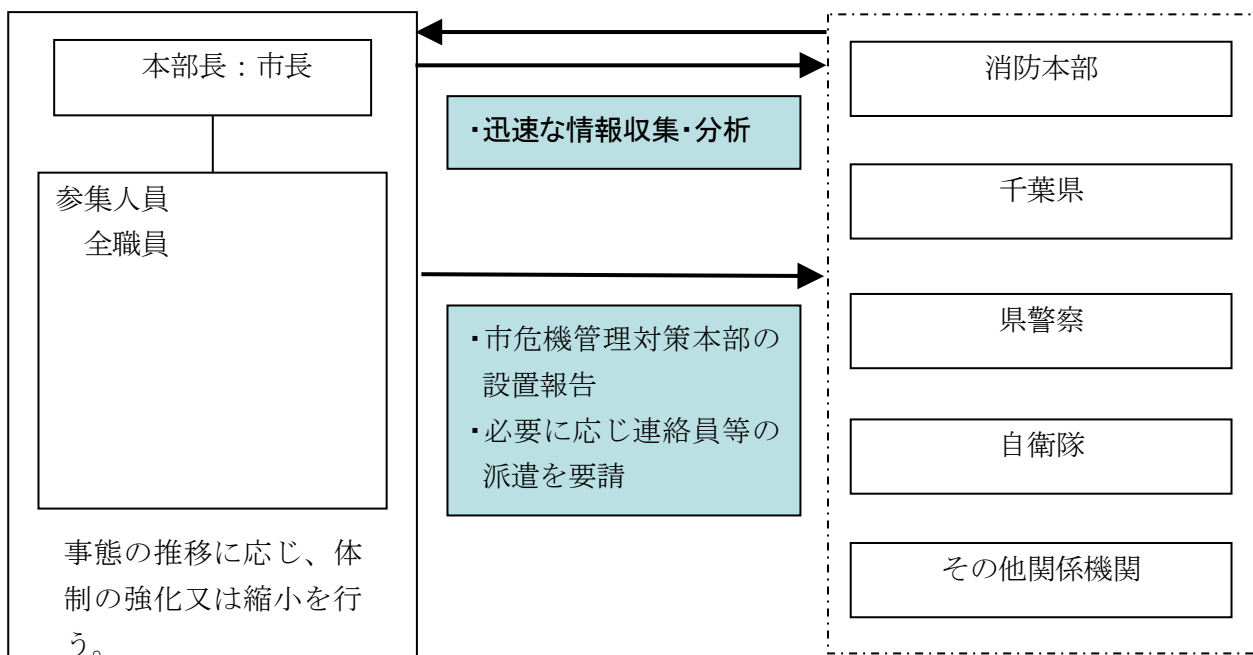 本部長：市長
参集人員
全職員
事態の推移に応じ、体
制の強化又は縮小を行
う。
・迅速な情報収集・分析
・市危機管理対策本部の
設置報告
・必要に応じ連絡員等の
派遣を要請
消防本部
千葉県
県警察
自衛隊
その他関係機関